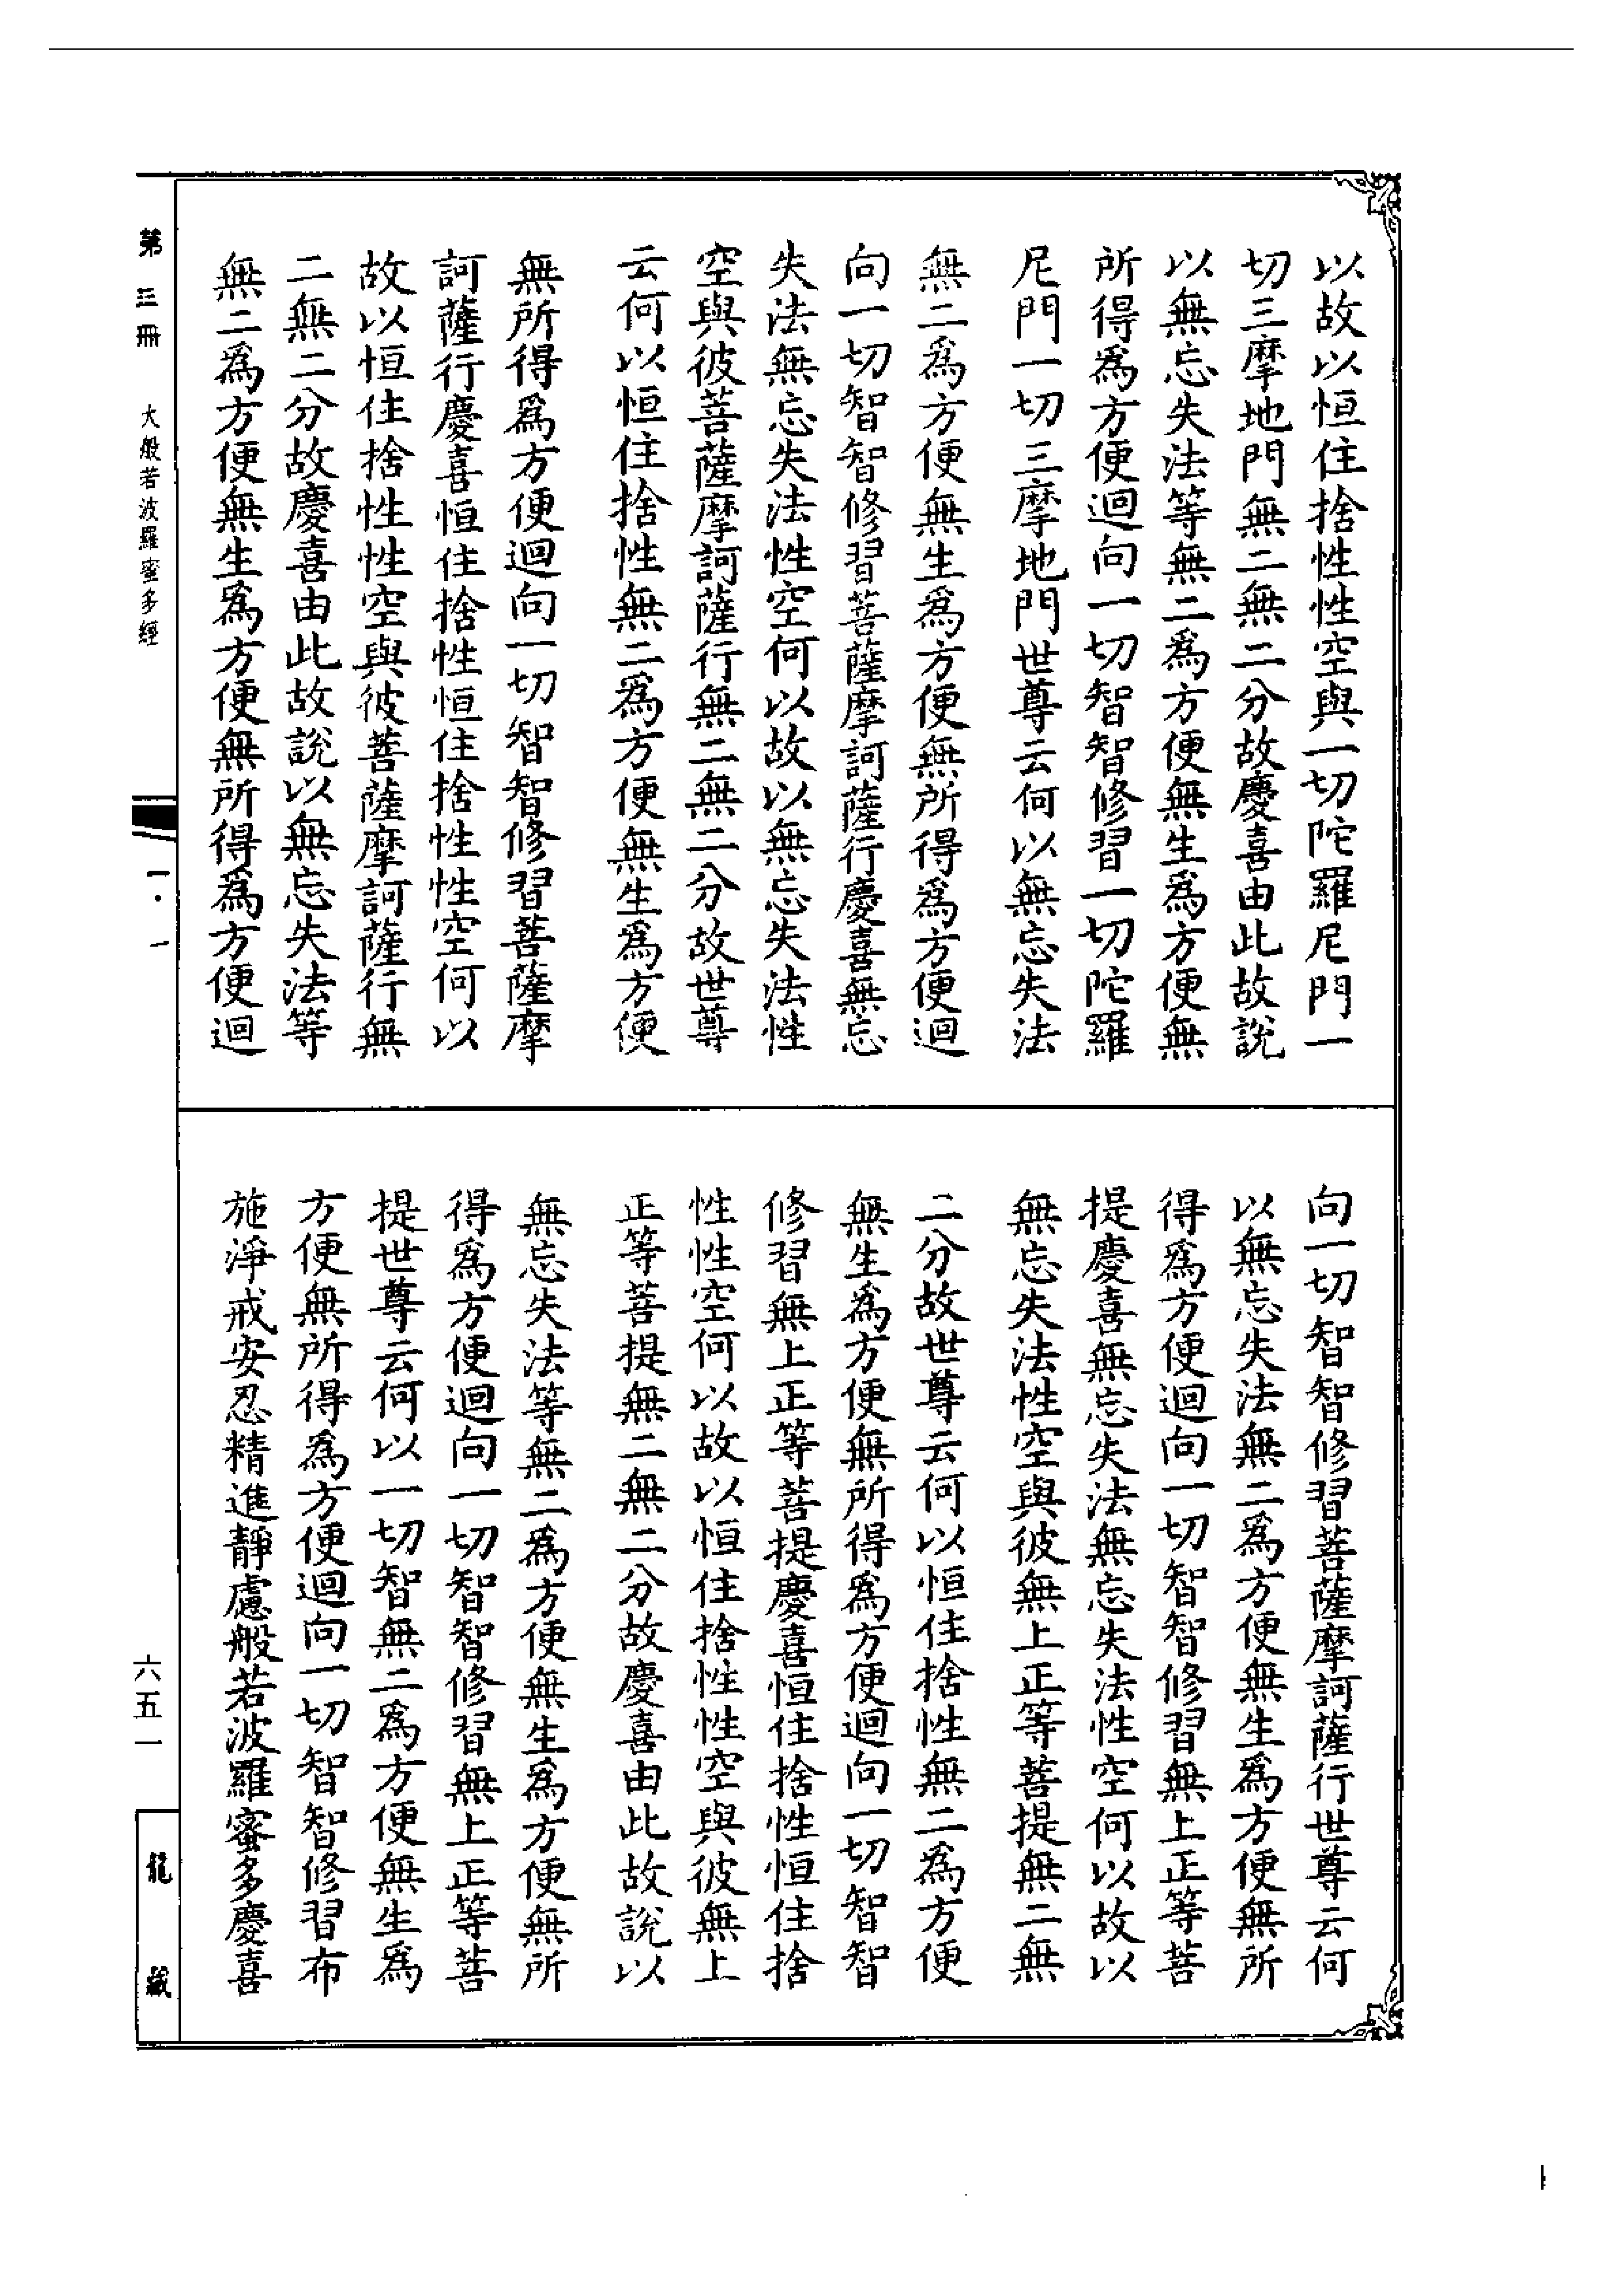 以故以恒住捨性性空與一切陀羅尼門一
切三摩地門無二無二分故慶喜由此故說
以無忘失法等無二為方便無生為方便無
所得為方便迴向一切智智修習一切陀羅
尼門一切三摩地門世尊云何以無忘失法
無二為方便無生為方便無所得為方便迴
向一切智智修習菩薩摩訶薩行慶喜無忘
失法無忘失法性空何以故以無忘失法性
空與彼菩薩摩訶薩行無二無二分故世尊
云何以恒住捨性無二為方便無生為方便
無所得為方便迴向一切智智修習菩薩摩
訶薩行慶喜恒住捨性恒住捨性性空何以
故以恒住捨性性空與彼菩薩摩訶薩行無
二無二分故慶喜由此故說以無忘失法等
無二為方便無生為方便無所得為方便迴
向一切智智修習菩薩摩訶薩行世尊云何
以無忘失法無二為方便無生為方便無所
得為方便迴向一切智智修習無上正等菩
提慶喜無忘失法無忘失法性空何以故以
無忘失法性空與彼無上正等菩提無二無
二分故世尊云何以恒住捨性無二為方便
無生為方便無所得為方便迴向一切智智
修習無上正等菩提慶喜恒住捨性恒住捨
性性空何以故以恒住捨性性空與彼無上
正等菩提無二無二分故慶喜由此故說以
無忘失法等無二為方便無生為方便無所
得為方便迴向一切智智修習無上正等菩
提世尊云何以一切智無二為方便無生為
方便無所得為方便迴向一切智智修習布
施淨戒安忍精進靜慮般若波羅蜜多慶喜
第三冊 大般若波羅蜜多經
一·一
六五一
龍藏